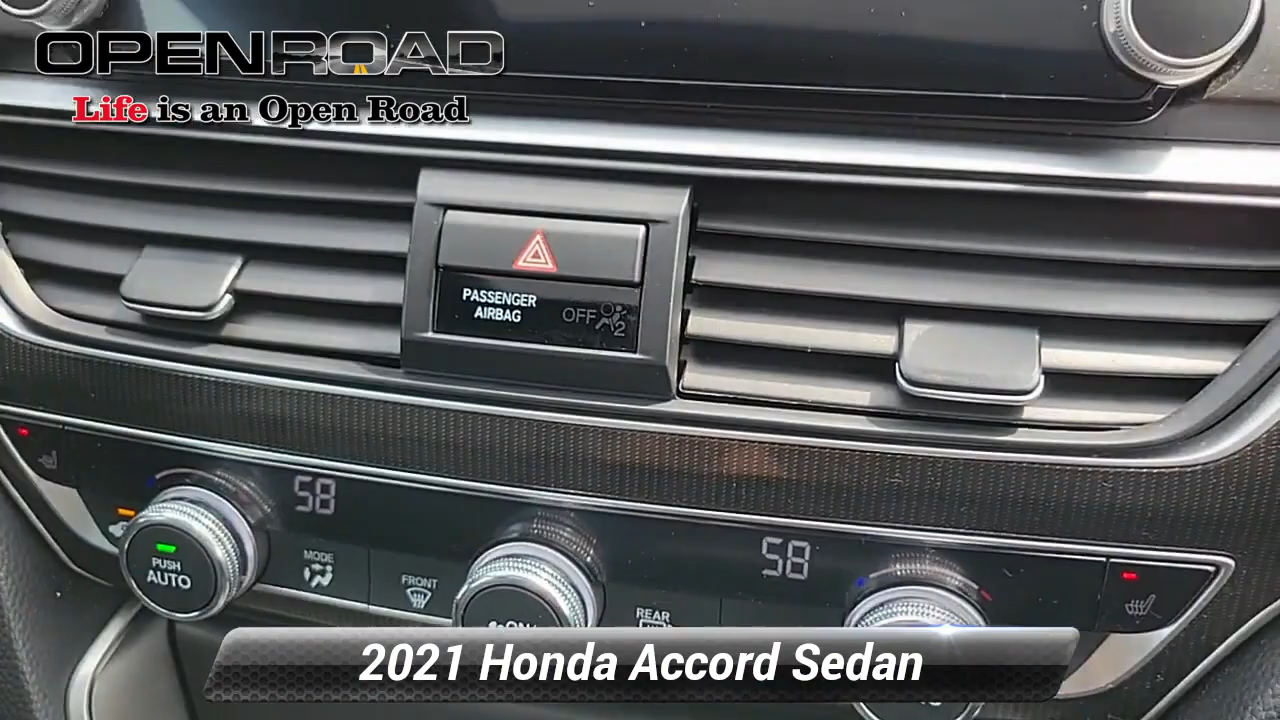 OPENROAD
Life is an Open Road
PASSENGER
AIRBAG
OFF
2
58
PUSH
AUTO
MODE
FRONT
58
REAR
2021 Honda Accord Sedan